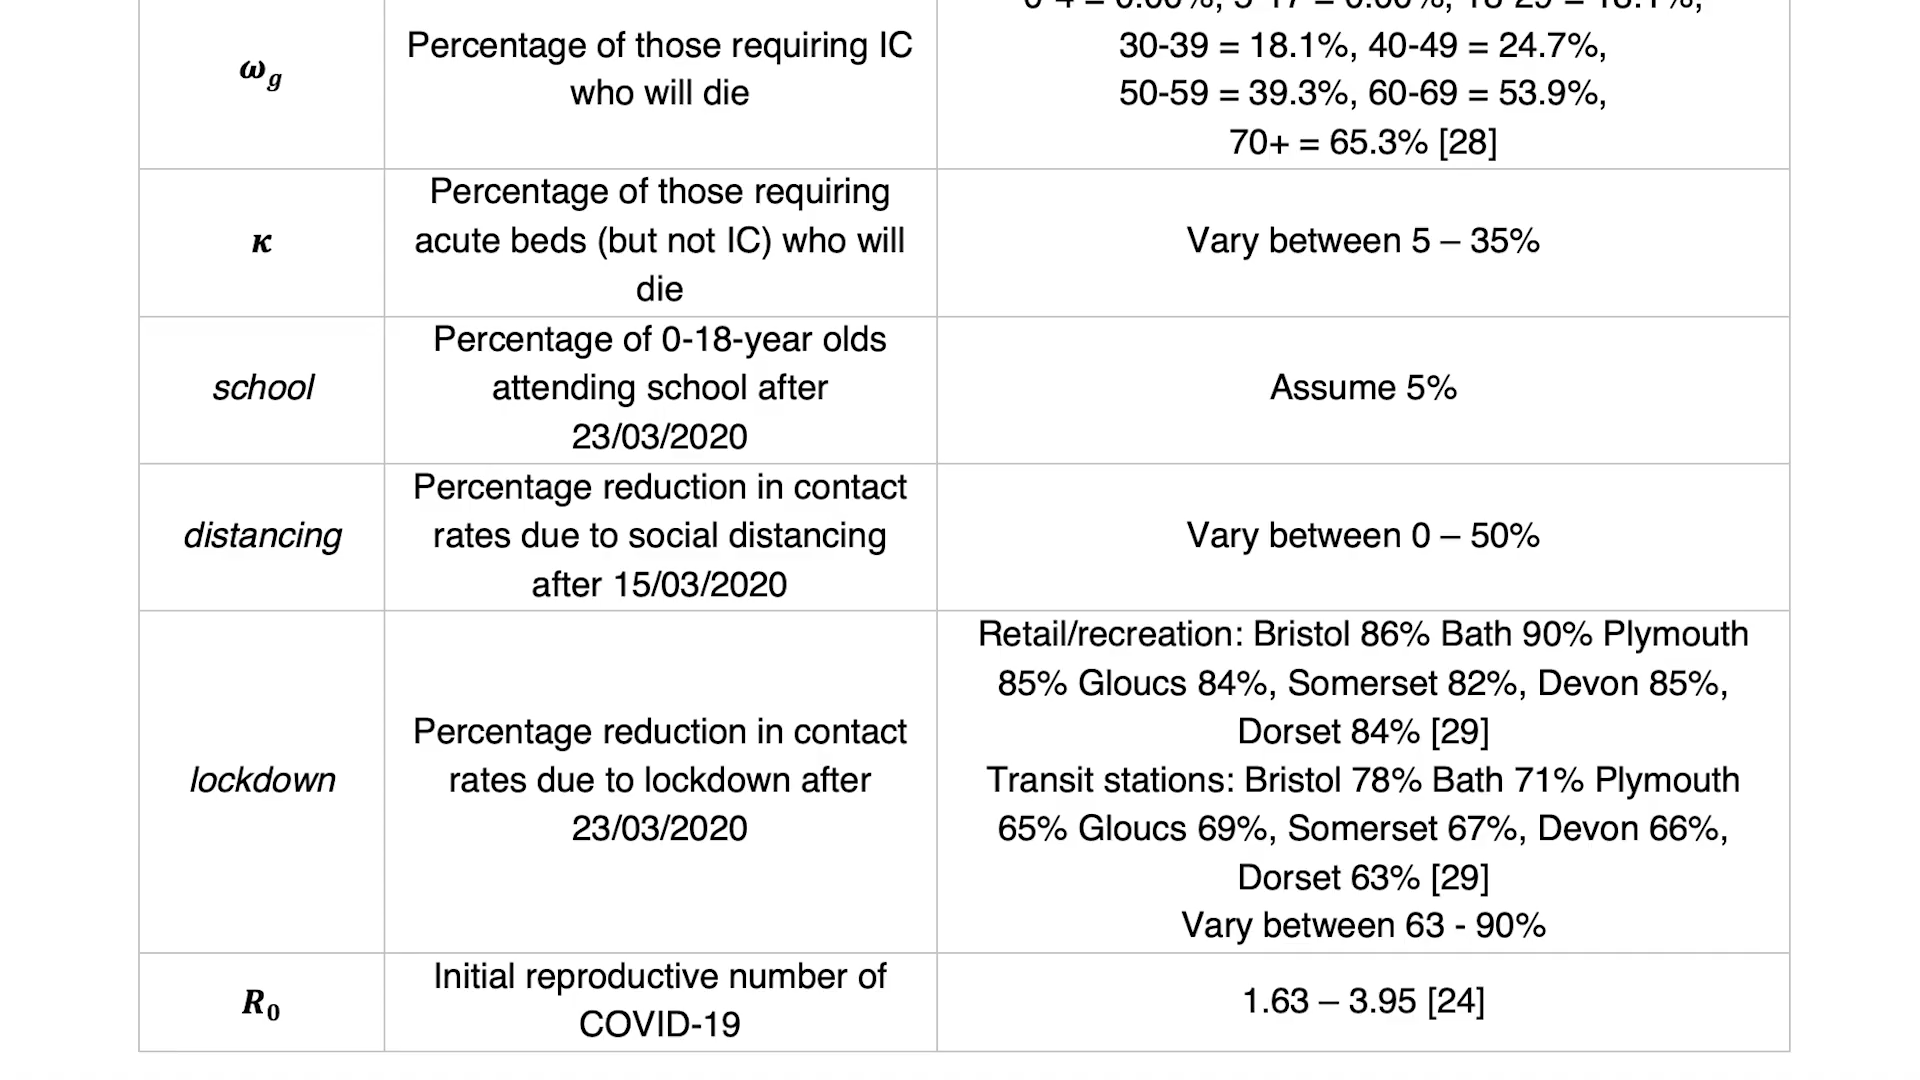 ω_g
Percentage of those requiring IC
who will die
30-39 = 18.1%, 40-49 = 24.7%,
50-59 = 39.3%, 60-69 = 53.9%,
70+ = 65.3% [28]
κ
Percentage of those requiring
acute beds (but not IC) who will
die
Vary between 5 – 35%
school
Percentage of 0-18-year olds
attending school after
23/03/2020
Assume 5%
distancing
Percentage reduction in contact
rates due to social distancing
after 15/03/2020
Vary between 0 – 50%
lockdown
Percentage reduction in contact
rates due to lockdown after
23/03/2020
Retail/recreation: Bristol 86% Bath 90% Plymouth
85% Gloucs 84%, Somerset 82%, Devon 85%,
Dorset 84% [29]
Transit stations: Bristol 78% Bath 71% Plymouth
65% Gloucs 69%, Somerset 67%, Devon 66%,
Dorset 63% [29]
Vary between 63 - 90%
R₀
Initial reproductive number of
COVID-19
1.63 – 3.95 [24]